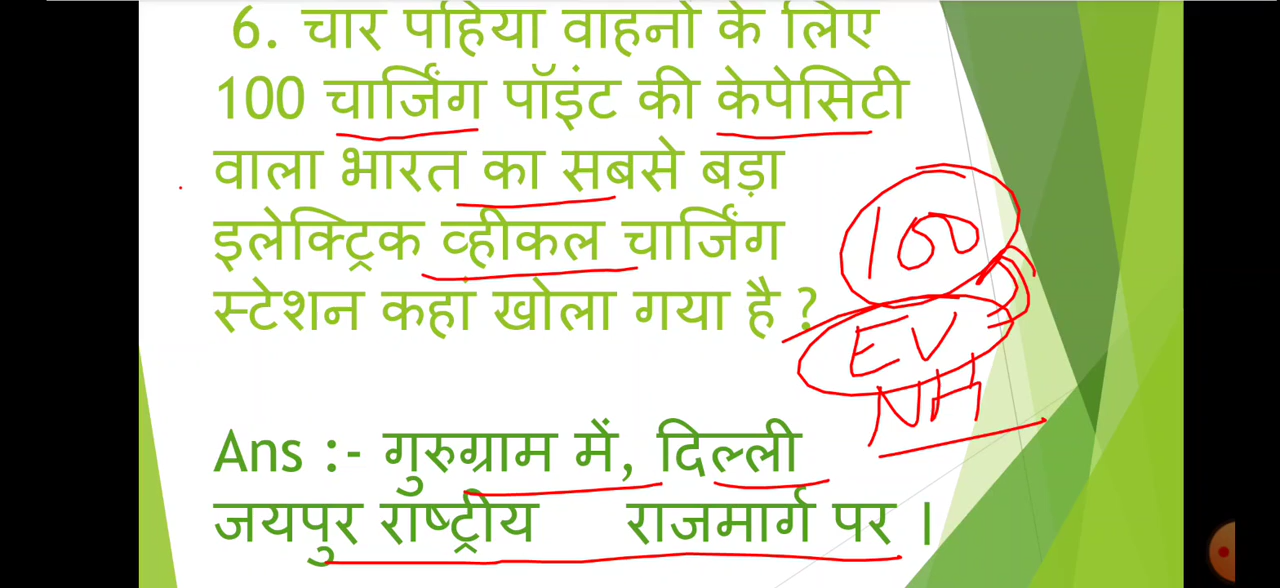 6. चार पहिया वाहनो के लिए
100 चार्जिंग पॉइंट की केपेसिटी
वाला भारत का सबसे बड़ा
इलेक्ट्रिक व्हीकल चार्जिंग
स्टेशन कहां खोला गया है ?
100
EV
NH
Ans :- गुरुग्राम में, दिल्ली
जयपुर राष्ट्रीय राजमार्ग पर ।